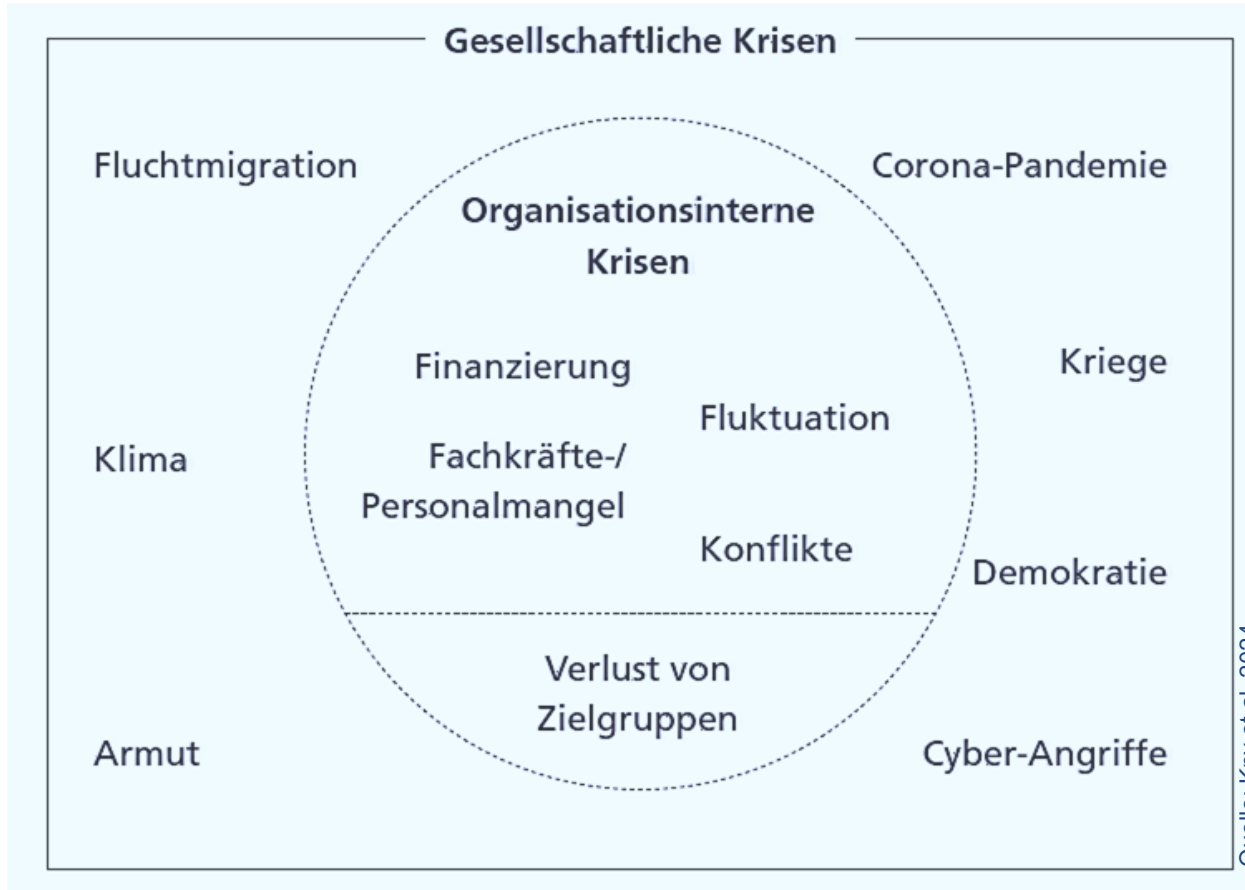 Gesellschaftliche Krisen
Fluchtmigration
Corona-Pandemie
Organisationsinterne
Krisen
Finanzierung
Kriege
Fluktuation
Klima
Fachkräfte-/
Personalmangel
Konflikte
Demokratie
Verlust von
Zielgruppen
Armut
Cyber-Angriffe